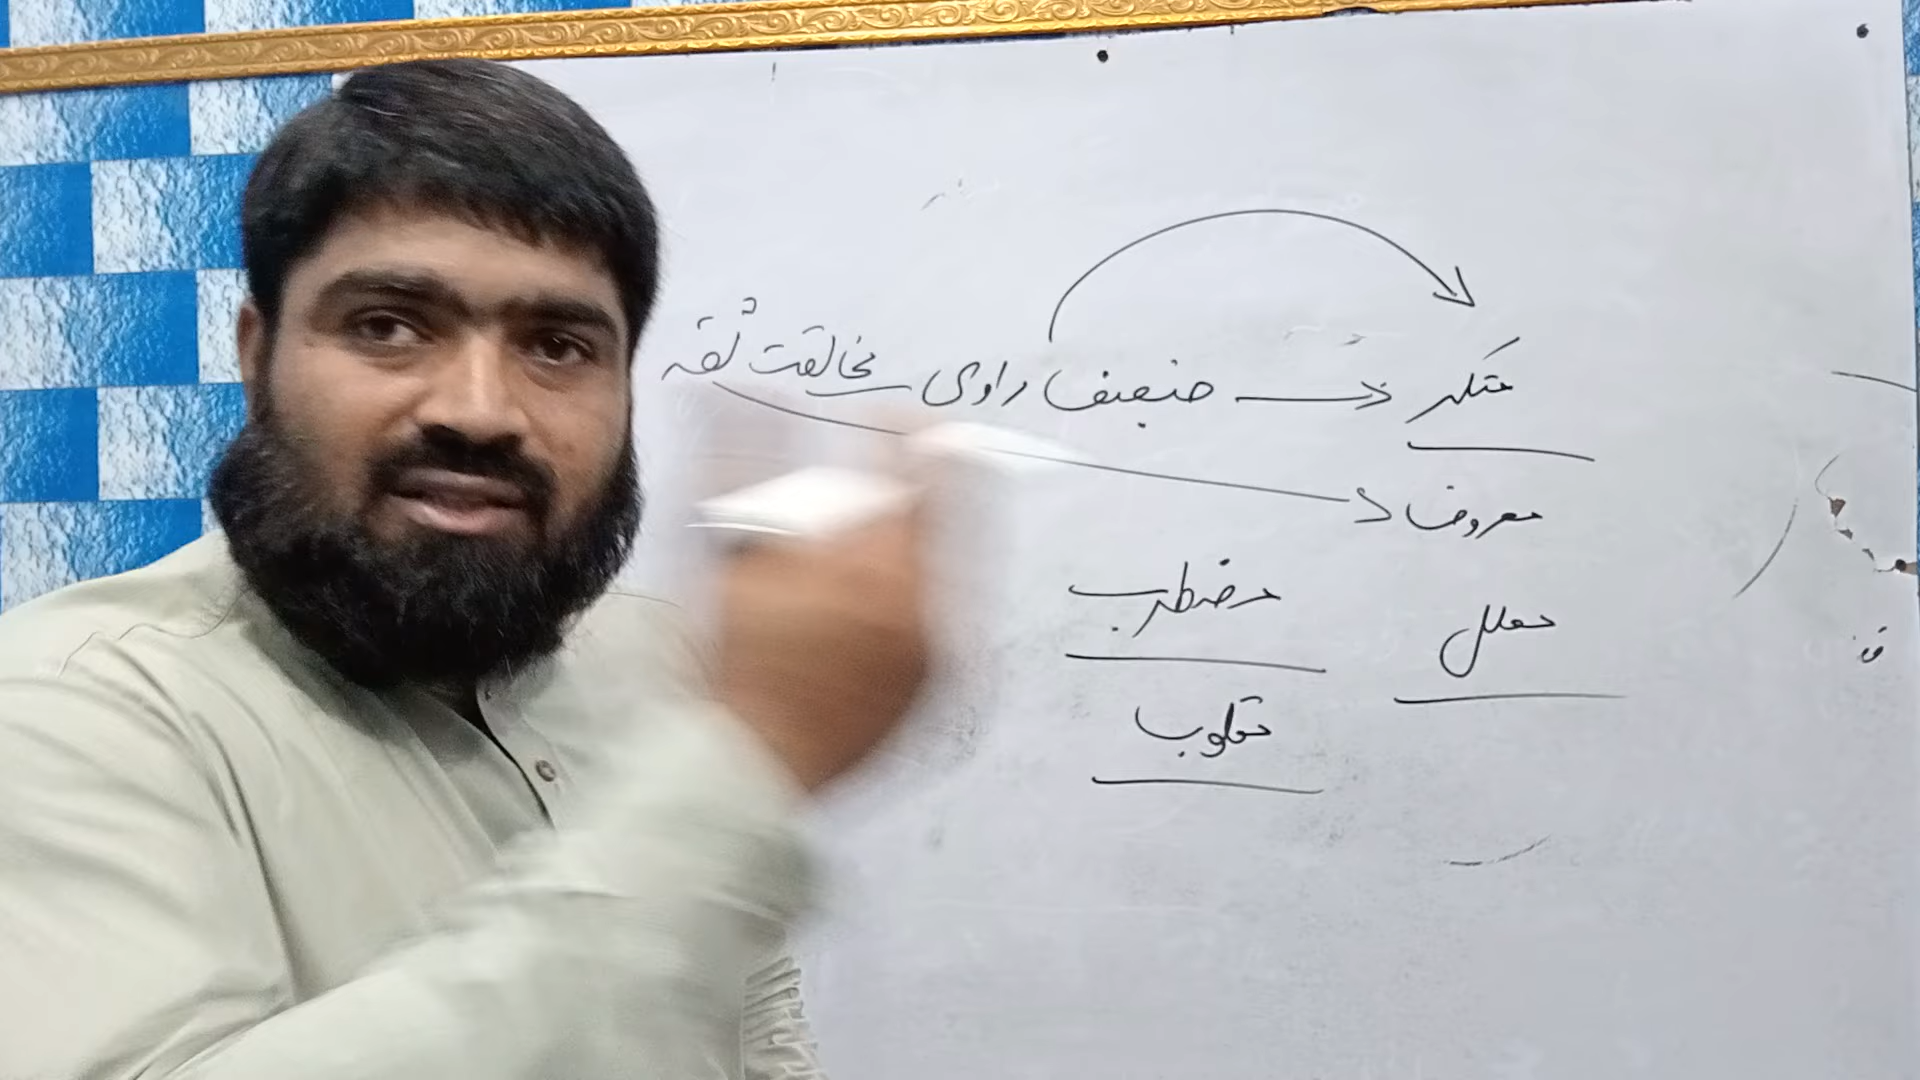 منکر ضعیف راوی مخالفت ثقہ
معروف
معلل مضطرب
مقلوب